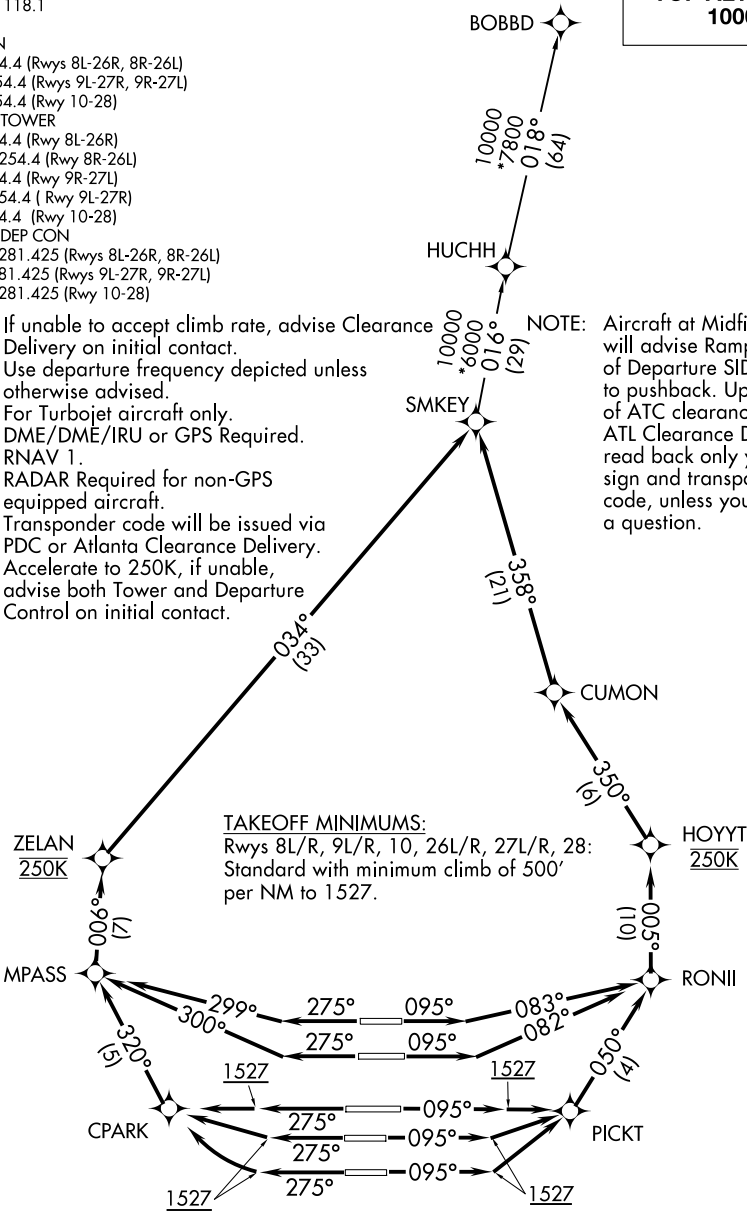 118.1
4.4 (Rwys 8L-26R, 8R-26L)
54.4 (Rwys 9L-27R, 9R-27L)
54.4 (Rwy 10-28)
TOWER
4.4 (Rwy 8L-26R)
254.4 (Rwy 8R-26L)
4.4 (Rwy 9R-27L)
54.4 ( Rwy 9L-27R)
4.4 (Rwy 10-28)
DEP CON
281.425 (Rwys 8L-26R, 8R-26L)
81.425 (Rwys 9L-27R, 9R-27L)
281.425 (Rwy 10-28)
If unable to accept climb rate, advise Clearance
Delivery on initial contact.
Use departure frequency depicted unless
otherwise advised.
For Turbojet aircraft only.
DME/DME/IRU or GPS Required.
RNAV 1.
RADAR Required for non-GPS
equipped aircraft.
Transponder code will be issued via
PDC or Atlanta Clearance Delivery.
Accelerate to 250K, if unable,
advise both Tower and Departure
Control on initial contact.
1000
BOBBD
10000
*7800
018°
(64)
HUCHH
10000
*6000
016°
(29)
NOTE: Aircraft at Midfi
will advise Ramp
of Departure SID
to pushback. Up
of ATC clearanc
ATL Clearance D
read back only y
sign and transpo
code, unless you
a question.
SMKEY
034°
(33)
358°
(21)
CUMON
350°
(6)
ZELAN
250K
TAKEOFF MINIMUMS:
Rwys 8L/R, 9L/R, 10, 26L/R, 27L/R, 28:
Standard with minimum climb of 500’
per NM to 1527.
HOYYT
250K
006°
(7)
005°
(10)
MPASS
RONII
299° 275° 095° 083°
300° 275° 095° 082°
320°
(5)
050°
(4)
1527
1527
CPARK
275° 095°
PICKT
275° 095°
275° 095°
1527
1527